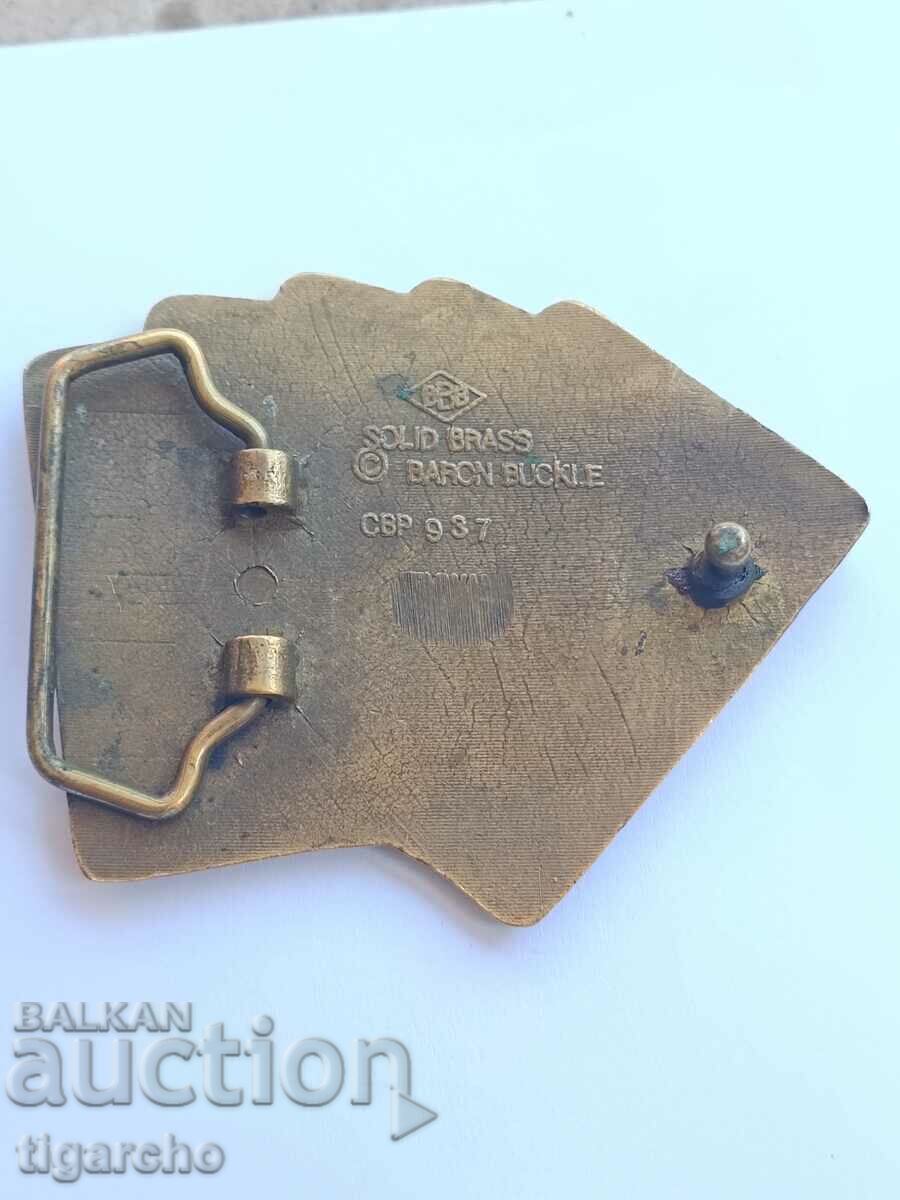 BBB
SOLID BRASS
© BARON BUCKLE
CBP 937
BALKAN
auction
tigarcho